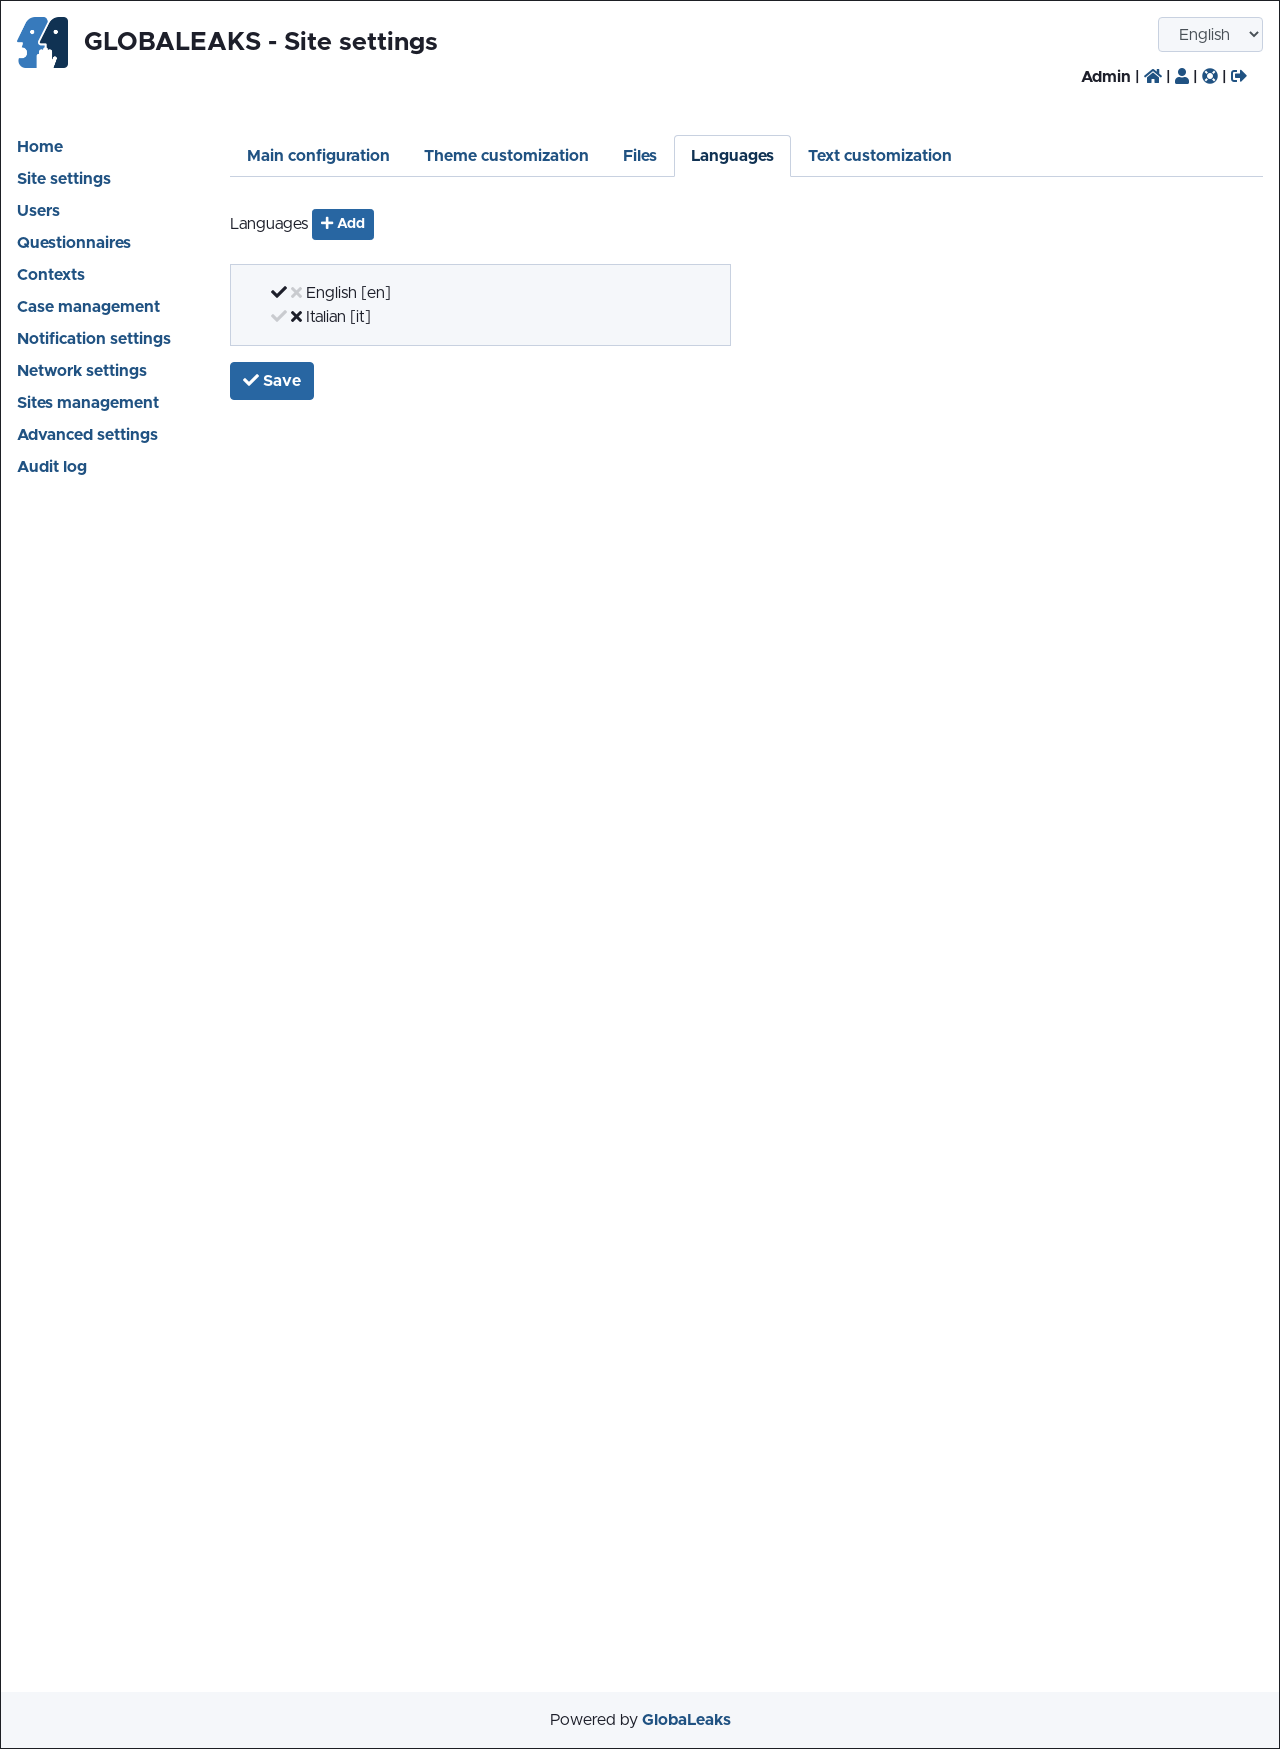 GLOBALEAKS - Site settings
English
Admin | | | |
Home
Site settings
Users
Questionnaires
Contexts
Case management
Notification settings
Network settings
Sites management
Advanced settings
Audit log
Main configuration Theme customization Files Languages Text customization
Languages Add
English [en]
Italian [it]
Save
Powered by GlobaLeaks